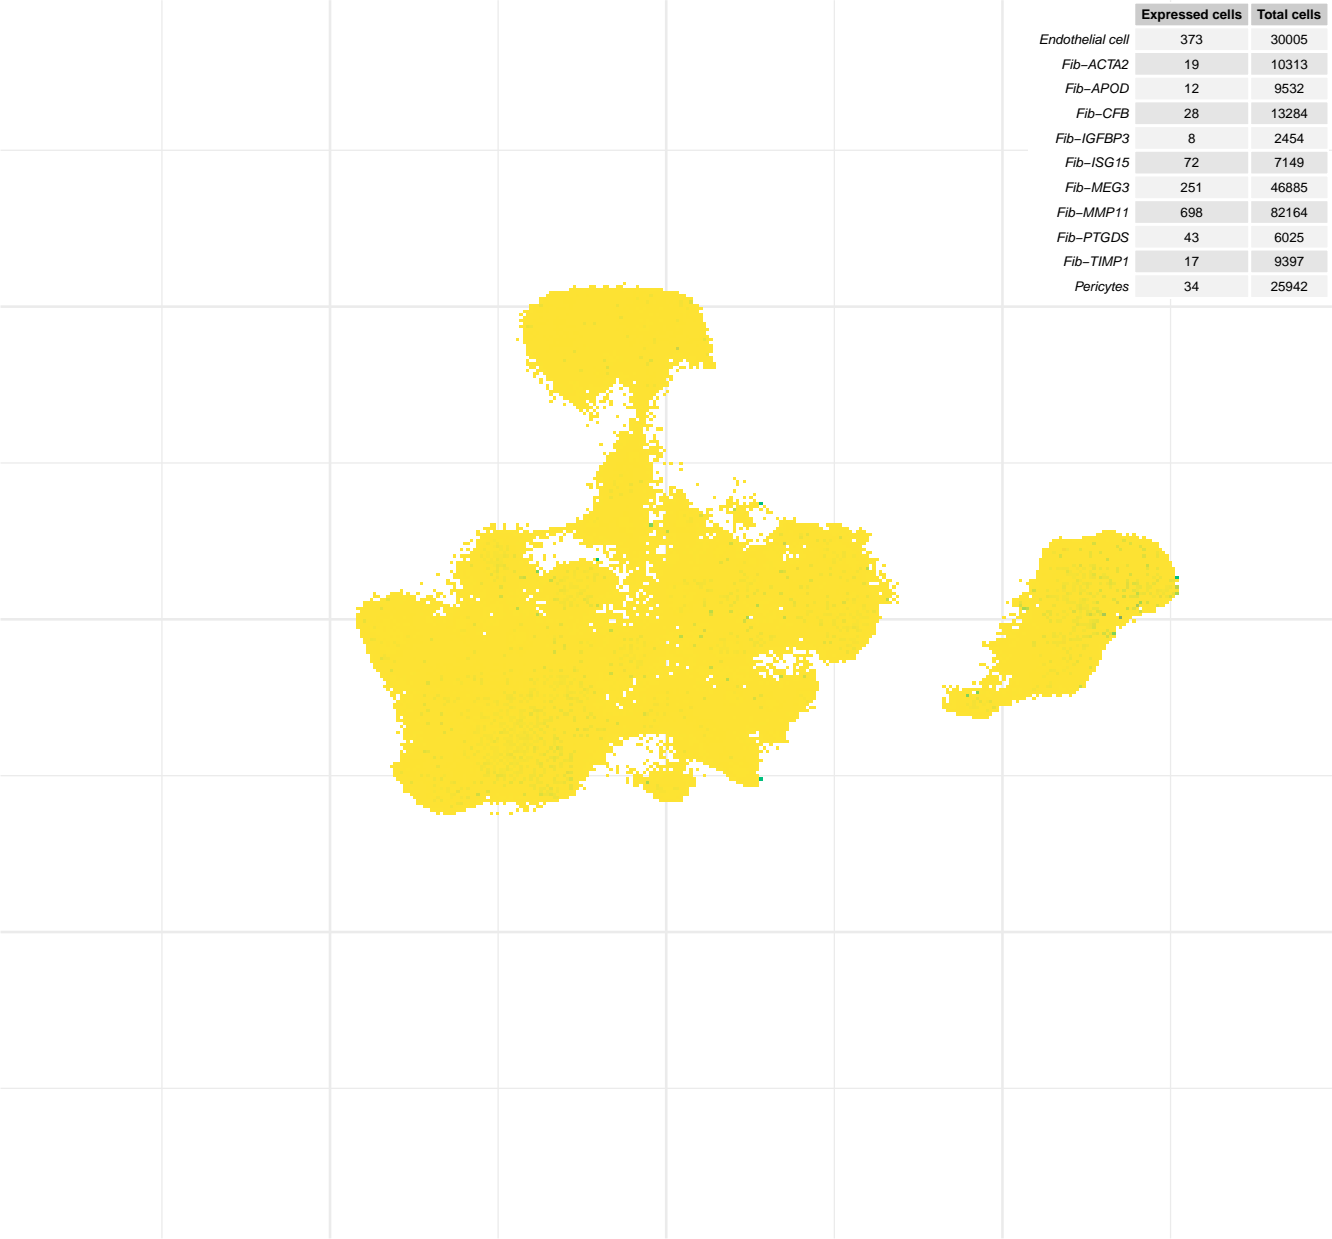 Expressed cells Total cells
Endothelial cell 373 30005
Fib−ACTA2 19 10313
Fib−APOD 12 9532
Fib−CFB 28 13284
Fib−IGFBP3 8 2454
Fib−ISG15 72 7149
Fib−MEG3 251 46885
Fib−MMP11 698 82164
Fib−PTGDS 43 6025
Fib−TIMP1 17 9397
Pericytes 34 25942